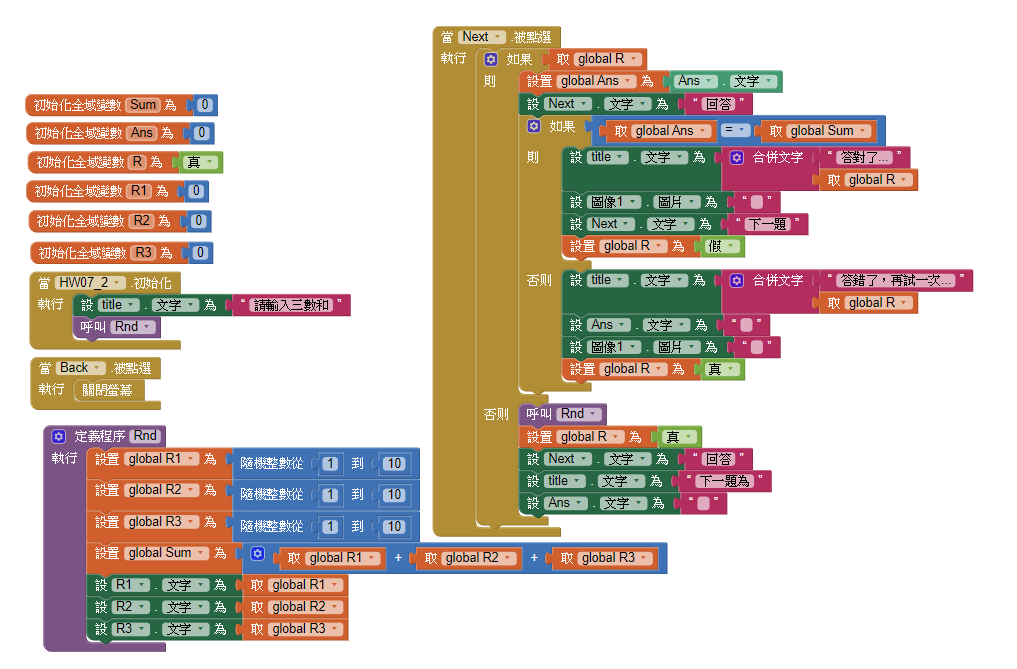 初始化全域變數 Sum 為 0
初始化全域變數 Ans 為 0
初始化全域變數 R 為 真
初始化全域變數 R1 為 0
初始化全域變數 R2 為 0
初始化全域變數 R3 為 0
當 HW07_2 .初始化
執行 設 title . 文字 為 “ 請輸入三數和 ”
呼叫 Rnd
當 Back .被點選
執行 關閉螢幕
定義程序 Rnd
執行 設置 global R1 為 隨機整數從 1 到 10
設置 global R2 為 隨機整數從 1 到 10
設置 global R3 為 隨機整數從 1 到 10
設置 global Sum 為 取 global R1 + 取 global R2 + 取 global R3
設 R1 . 文字 為 取 global R1
設 R2 . 文字 為 取 global R2
設 R3 . 文字 為 取 global R3
當 Next .被點選
執行 如果 取 global R
則 設置 global Ans 為 Ans . 文字
設 Next . 文字 為 “ 回答 ”
如果 取 global Ans = 取 global Sum
則 設 title . 文字 為 合併文字 “ 答對了... ”
取 global R
設 圖像1 . 圖片 為 “ ”
設 Next . 文字 為 “ 下一題 ”
設置 global R 為 假
否則 設 title . 文字 為 合併文字 “ 答錯了，再試一次... ”
取 global R
設 Ans . 文字 為 “ ”
設 圖像1 . 圖片 為 “ ”
設置 global R 為 真
否則 呼叫 Rnd
設置 global R 為 真
設 Next . 文字 為 “ 回答 ”
設 title . 文字 為 “ 下一題為 ”
設 Ans . 文字 為 “ ”